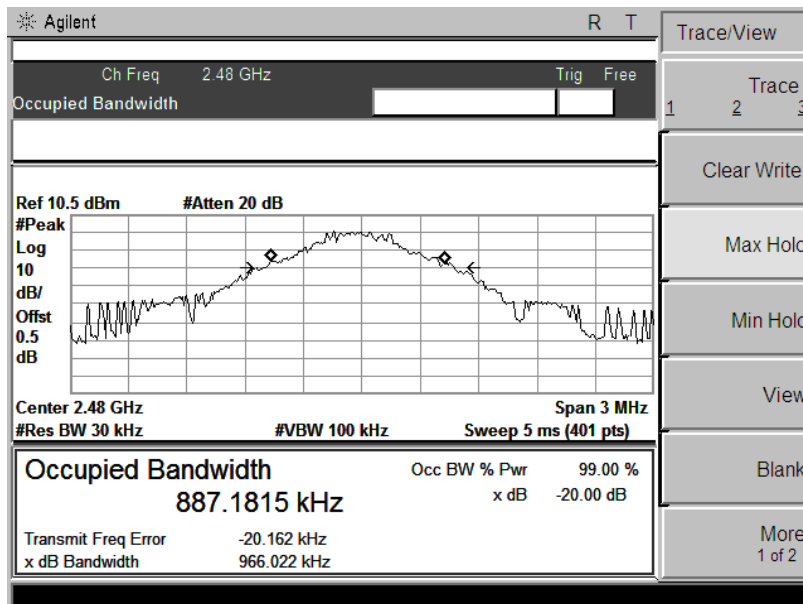 Agilent R T
Ch Freq 2.48 GHz Trig Free
Occupied Bandwidth
Ref 10.5 dBm #Atten 20 dB
#Peak
Log
10
dB/
Offst
0.5
dB
Center 2.48 GHz Span 3 MHz
#Res BW 30 kHz #VBW 100 kHz Sweep 5 ms (401 pts)
Occupied Bandwidth
887.1815 kHz
Occ BW % Pwr 99.00 %
x dB -20.00 dB
Transmit Freq Error -20.162 kHz
x dB Bandwidth 966.022 kHz
Trace/View
Trace
1 2 3
Clear Write
Max Hold
Min Hold
View
Blank
More
1 of 2